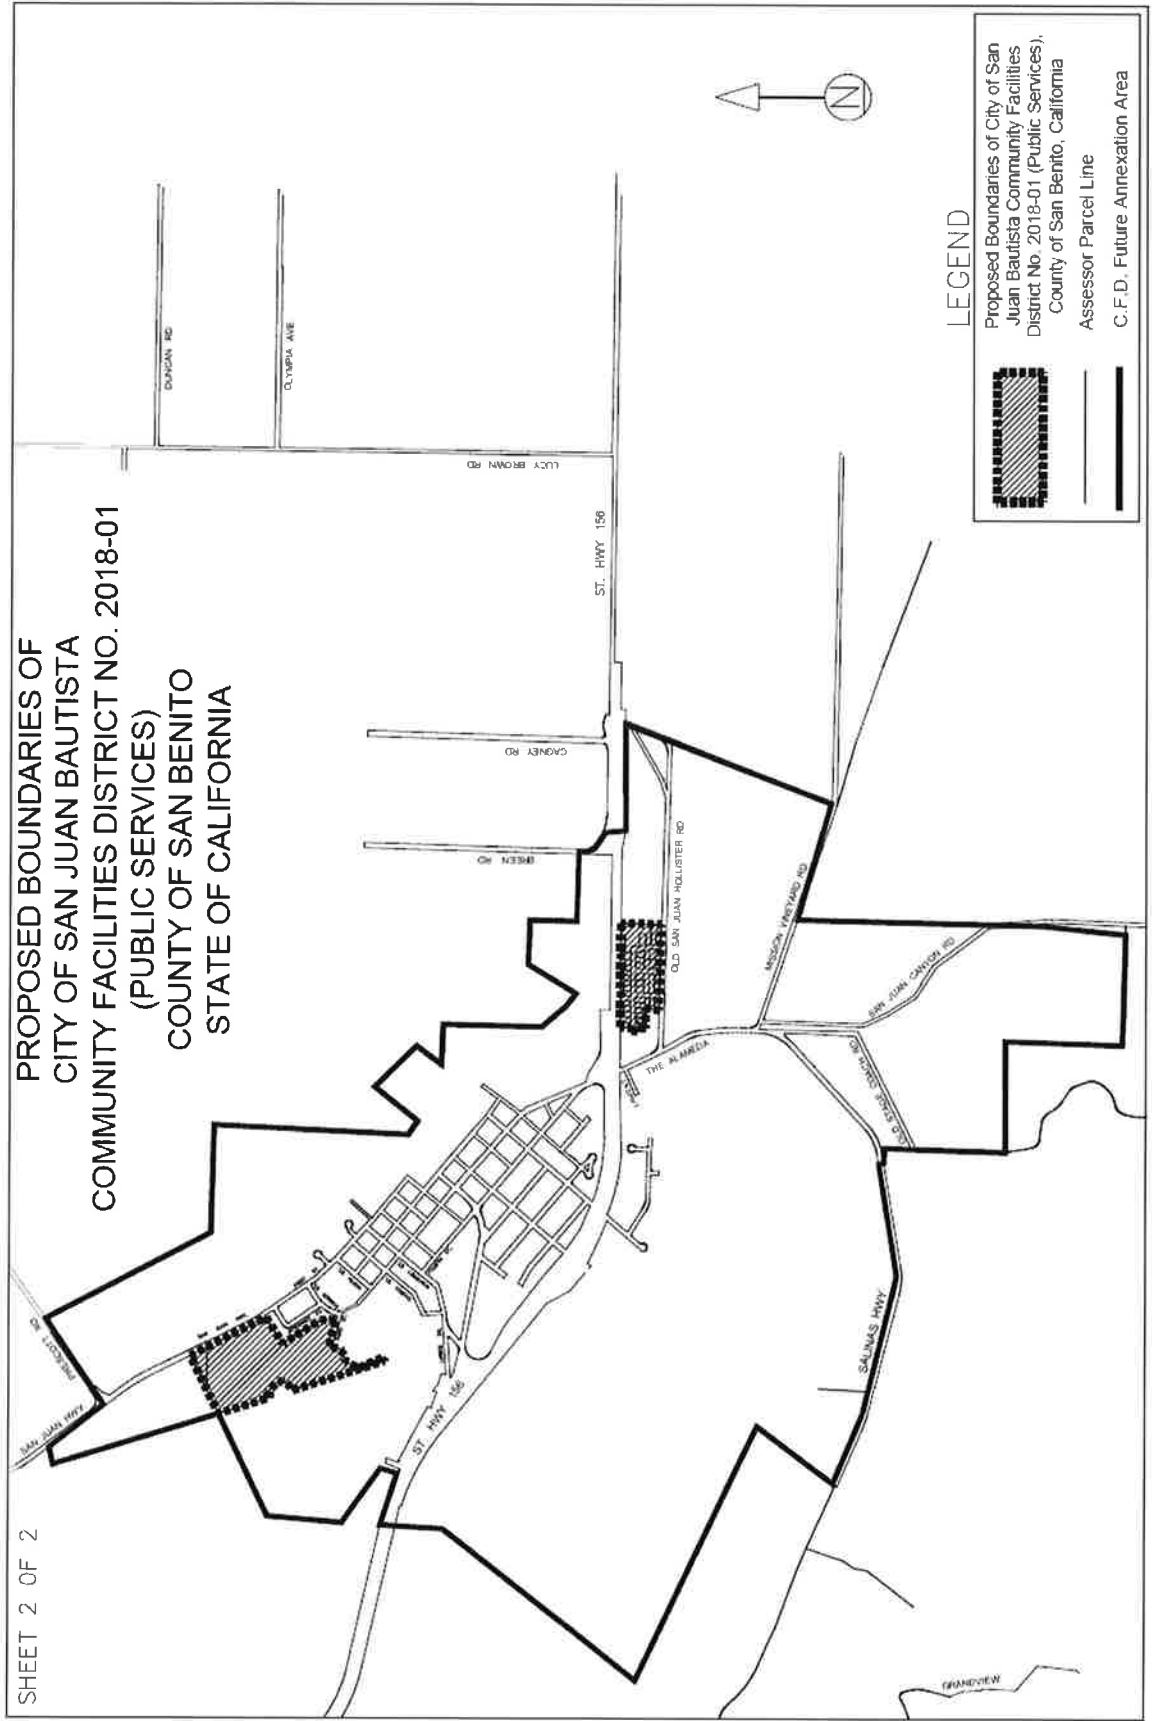 SHEET 2 OF 2
PROPOSED BOUNDARIES OF
CITY OF SAN JUAN BAUTISTA
COMMUNITY FACILITIES DISTRICT NO. 2018-01
(PUBLIC SERVICES)
COUNTY OF SAN BENITO
STATE OF CALIFORNIA
SAN JUAN HWY
PRESCOTT RD
DUNCAN RD
OLYMPIA AVE
LUCY BROWN RD
ST. HWY 156
CAGNEY RD
BREEN RD
OLD SAN JUAN HOLLISTER RD
MISSION VINEYARD RD
SAN JUAN CANYON RD
THE ALAMEDA
OLD STAGE COACH RD
ST. HWY 156
SALINAS HWY
GRANDVIEW
N
LEGEND
Proposed Boundaries of City of San
Juan Bautista Community Facilities
District No. 2018-01 (Public Services),
County of San Benito, California
Assessor Parcel Line
C.F.D. Future Annexation Area